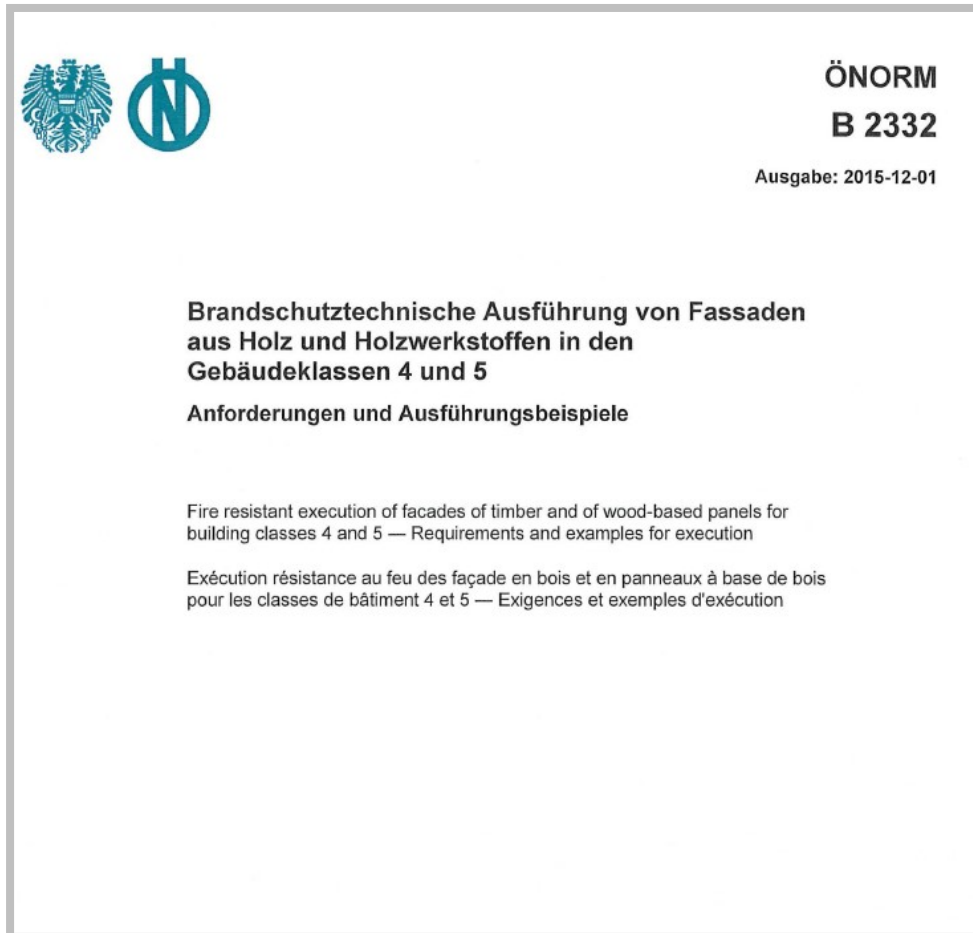 ÖNORM
B 2332
Ausgabe: 2015-12-01
Brandschutztechnische Ausführung von Fassaden
aus Holz und Holzwerkstoffen in den
Gebäudeklassen 4 und 5
Anforderungen und Ausführungsbeispiele
Fire resistant execution of facades of timber and of wood-based panels for
building classes 4 and 5 — Requirements and examples for execution
Exécution résistance au feu des façade en bois et en panneaux à base de bois
pour les classes de bâtiment 4 et 5 — Exigences et exemples d'exécution